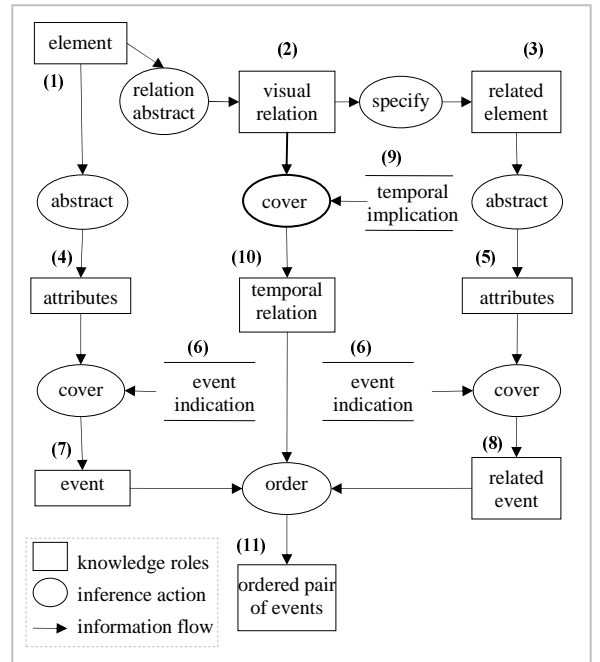 element
(1)
relation
abstract
(2)
visual
relation
specify
(3)
related
element
abstract
cover
(9)
temporal
implication
abstract
(4)
attributes
(10)
temporal
relation
(5)
attributes
cover
(6)
event
indication
(6)
event
indication
cover
(7)
event
order
(8)
related
event
(11)
ordered pair
of events
knowledge roles
inference action
information flow